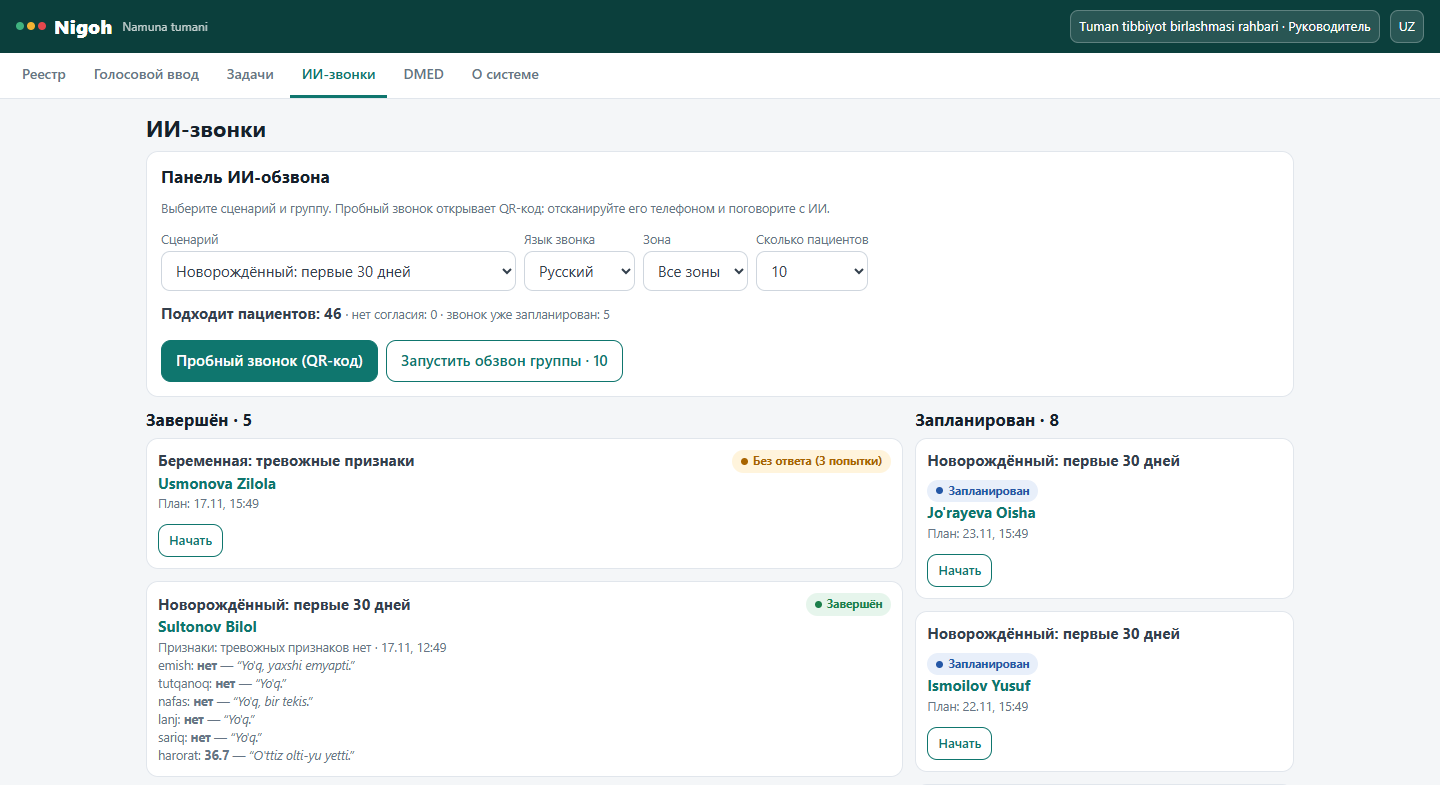 Nigoh Namuna tumani
Tuman tibbiyot birlashmasi rahbari · Руководитель
UZ
Реестр Голосовой ввод Задачи ИИ-звонки DMED О системе
ИИ-звонки
Панель ИИ-обзвона
Выберите сценарий и группу. Пробный звонок открывает QR-код: отсканируйте его телефоном и поговорите с ИИ.
Сценарий Язык звонка Зона Сколько пациентов
Новорождённый: первые 30 дней Русский Все зоны 10
Подходит пациентов: 46 · нет согласия: 0 · звонок уже запланирован: 5
Пробный звонок (QR-код) Запустить обзвон группы · 10
Завершён · 5
Беременная: тревожные признаки
Без ответа (3 попытки)
Usmonova Zilola
План: 17.11, 15:49
Начать
Новорождённый: первые 30 дней
Завершён
Sultonov Bilol
Признаки: тревожных признаков нет · 17.11, 12:49
emish: нет — “Yo'q, yaxshi emyapti.”
tutqanoq: нет — “Yo'q.”
nafas: нет — “Yo'q, bir tekis.”
lanj: нет — “Yo'q.”
sariq: нет — “Yo'q.”
harorat: 36.7 — “O'ttiz olti-yu yetti.”
Запланирован · 8
Новорождённый: первые 30 дней
Запланирован
Jo'rayeva Oisha
План: 23.11, 15:49
Начать
Новорождённый: первые 30 дней
Запланирован
Ismoilov Yusuf
План: 22.11, 15:49
Начать